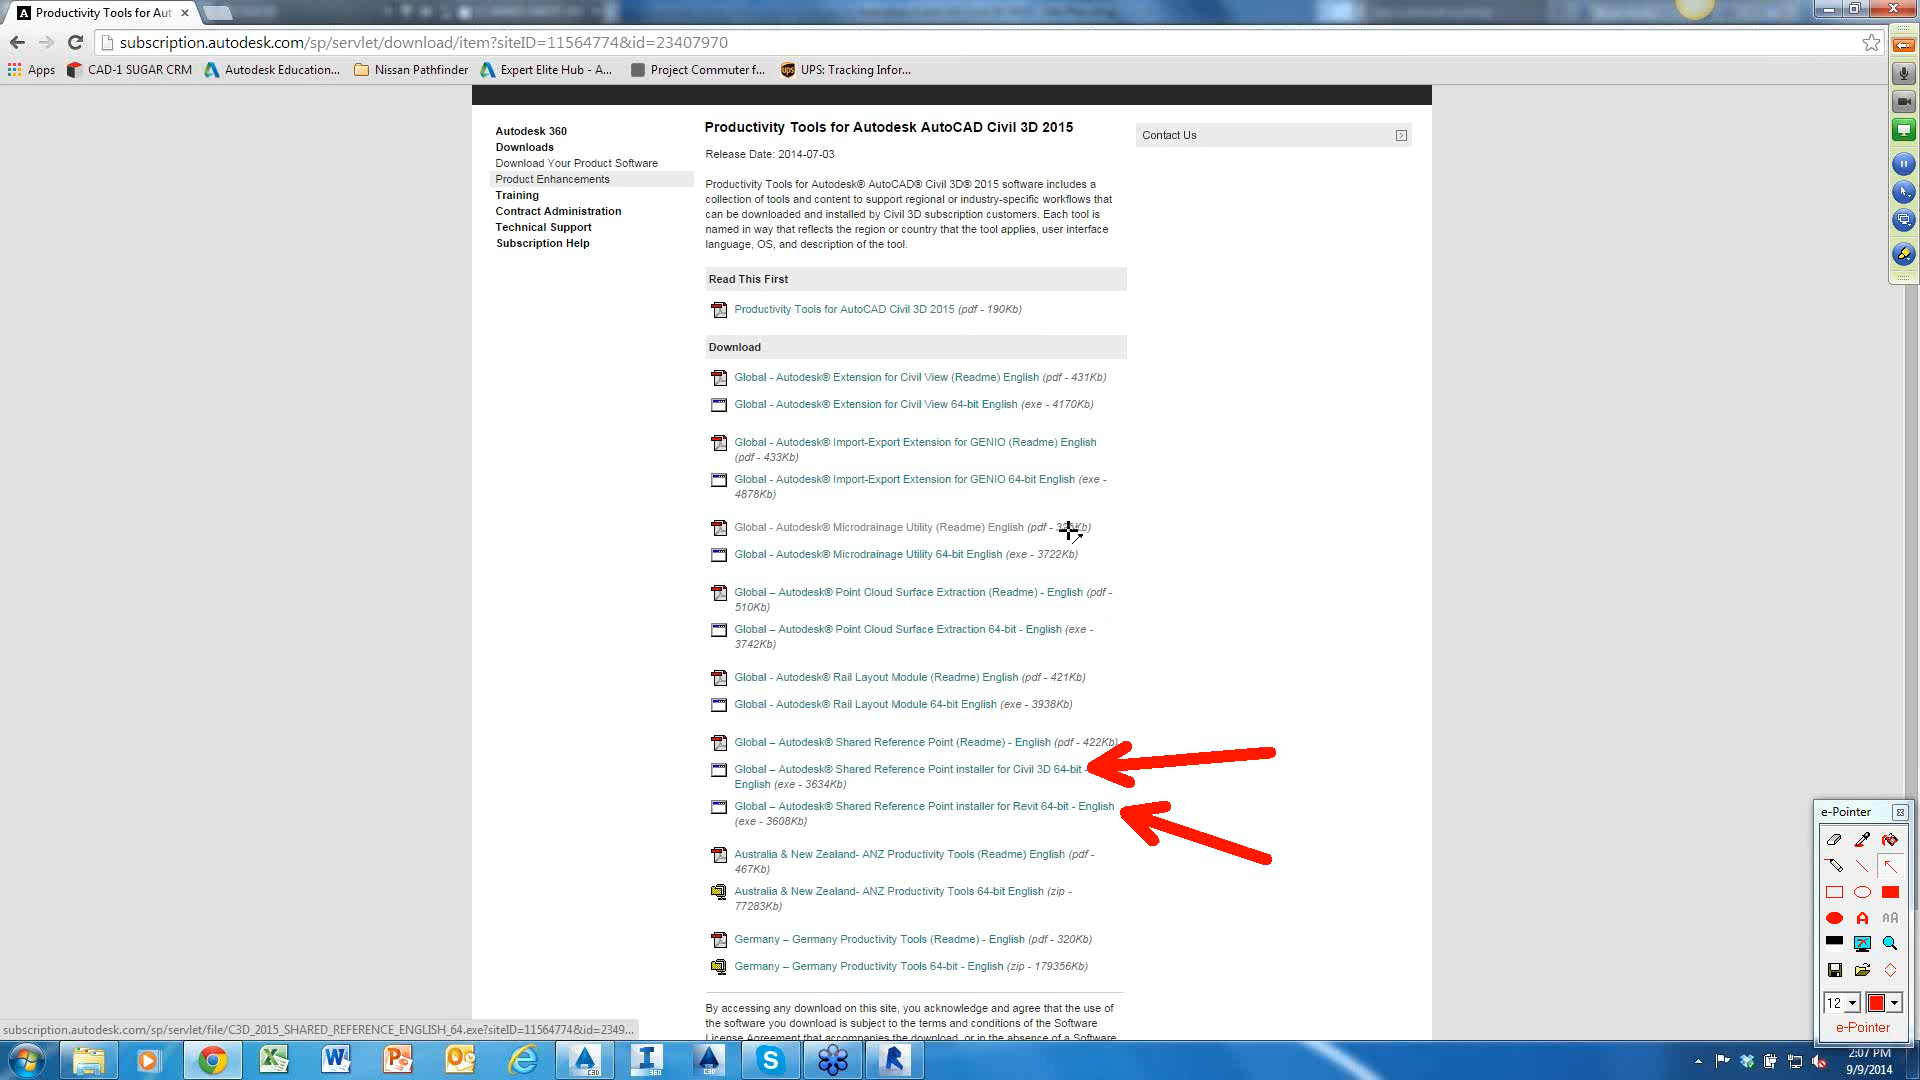 Productivity Tools for Aut
subscription.autodesk.com/sp/servlet/download/item?siteID=11564774&id=23407970
Apps
CAD-1 SUGAR CRM
Autodesk Education...
Nissan Pathfinder
Expert Elite Hub - A...
Project Commuter f...
UPS: Tracking Infor...
Autodesk 360
Downloads
Download Your Product Software
Product Enhancements
Training
Contract Administration
Technical Support
Subscription Help
Productivity Tools for Autodesk AutoCAD Civil 3D 2015
Release Date: 2014-07-03
Productivity Tools for Autodesk® AutoCAD® Civil 3D® 2015 software includes a
collection of tools and content to support regional or industry-specific workflows that
can be downloaded and installed by Civil 3D subscription customers. Each tool is
named in way that reflects the region or country that the tool applies, user interface
language, OS, and description of the tool.
Read This First
Productivity Tools for AutoCAD Civil 3D 2015 (pdf - 190Kb)
Download
Global - Autodesk® Extension for Civil View (Readme) English (pdf - 431Kb)
Global - Autodesk® Extension for Civil View 64-bit English (exe - 4170Kb)
Global - Autodesk® Import-Export Extension for GENIO (Readme) English
(pdf - 433Kb)
Global - Autodesk® Import-Export Extension for GENIO 64-bit English (exe -
4878Kb)
Global - Autodesk® Microdrainage Utility (Readme) English (pdf -
Global - Autodesk® Microdrainage Utility 64-bit English (exe - 3722Kb)
Global – Autodesk® Point Cloud Surface Extraction (Readme) - English (pdf -
510Kb)
Global – Autodesk® Point Cloud Surface Extraction 64-bit - English (exe -
3742Kb)
Global - Autodesk® Rail Layout Module (Readme) English (pdf - 421Kb)
Global - Autodesk® Rail Layout Module 64-bit English (exe - 3938Kb)
Global – Autodesk® Shared Reference Point (Readme) - English (pdf - 422Kb)
Global – Autodesk® Shared Reference Point installer for Civil 3D 64-bit -
English (exe - 3634Kb)
Global – Autodesk® Shared Reference Point installer for Revit 64-bit - English
(exe - 3608Kb)
Australia & New Zealand- ANZ Productivity Tools (Readme) English (pdf -
467Kb)
Australia & New Zealand- ANZ Productivity Tools 64-bit English (zip -
77283Kb)
Germany – Germany Productivity Tools (Readme) - English (pdf - 320Kb)
Germany – Germany Productivity Tools 64-bit - English (zip - 179356Kb)
By accessing any download on this site, you acknowledge and agree that the use of
the software you download is subject to the terms and conditions of the Software
License Agreement that accompanies the download, or in the absence of a Software
Contact Us
e-Pointer
12
e-Pointer
subscription.autodesk.com/sp/servlet/file/C3D_2015_SHARED_REFERENCE_ENGLISH_64.exe?siteID=11564774&id=2349...
2:07 PM
9/9/2014